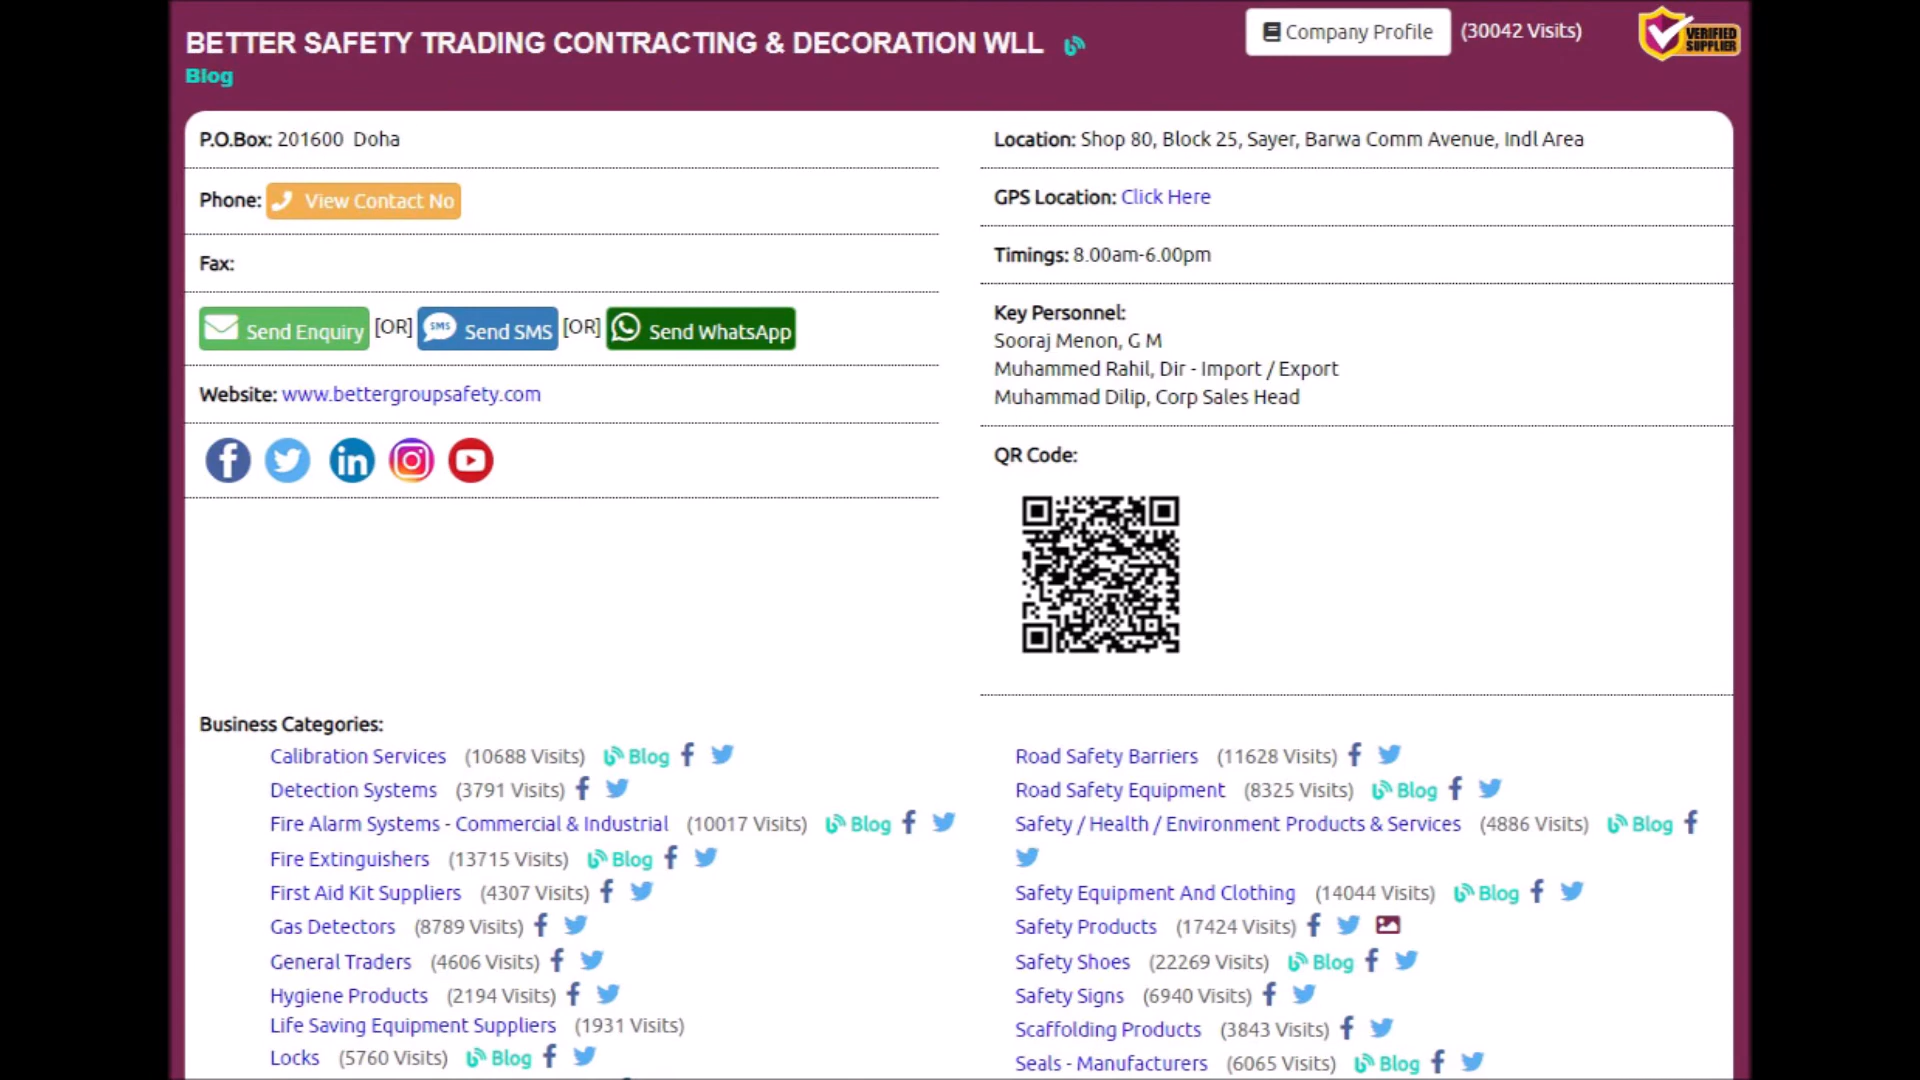 BETTER SAFETY TRADING CONTRACTING & DECORATION WLL
Blog
Company Profile (30042 Visits)
VERIFIED
SUPPLIER
P.O.Box: 201600 Doha
Phone: View Contact No
Fax:
Send Enquiry [OR] SMS Send SMS [OR] Send WhatsApp
Website: www.bettergroupsafety.com
Location: Shop 80, Block 25, Sayer, Barwa Comm Avenue, Indl Area
GPS Location: Click Here
Timings: 8.00am-6.00pm
Key Personnel:
Sooraj Menon, G M
Muhammed Rahil, Dir - Import / Export
Muhammad Dilip, Corp Sales Head
QR Code:
Business Categories:
Calibration Services (10688 Visits) Blog
Detection Systems (3791 Visits)
Fire Alarm Systems - Commercial & Industrial (10017 Visits) Blog
Fire Extinguishers (13715 Visits) Blog
First Aid Kit Suppliers (4307 Visits)
Gas Detectors (8789 Visits)
General Traders (4606 Visits)
Hygiene Products (2194 Visits)
Life Saving Equipment Suppliers (1931 Visits)
Locks (5760 Visits) Blog
Road Safety Barriers (11628 Visits)
Road Safety Equipment (8325 Visits) Blog
Safety / Health / Environment Products & Services (4886 Visits) Blog
Safety Equipment And Clothing (14044 Visits) Blog
Safety Products (17424 Visits)
Safety Shoes (22269 Visits) Blog
Safety Signs (6940 Visits)
Scaffolding Products (3843 Visits)
Seals - Manufacturers (6065 Visits) Blog